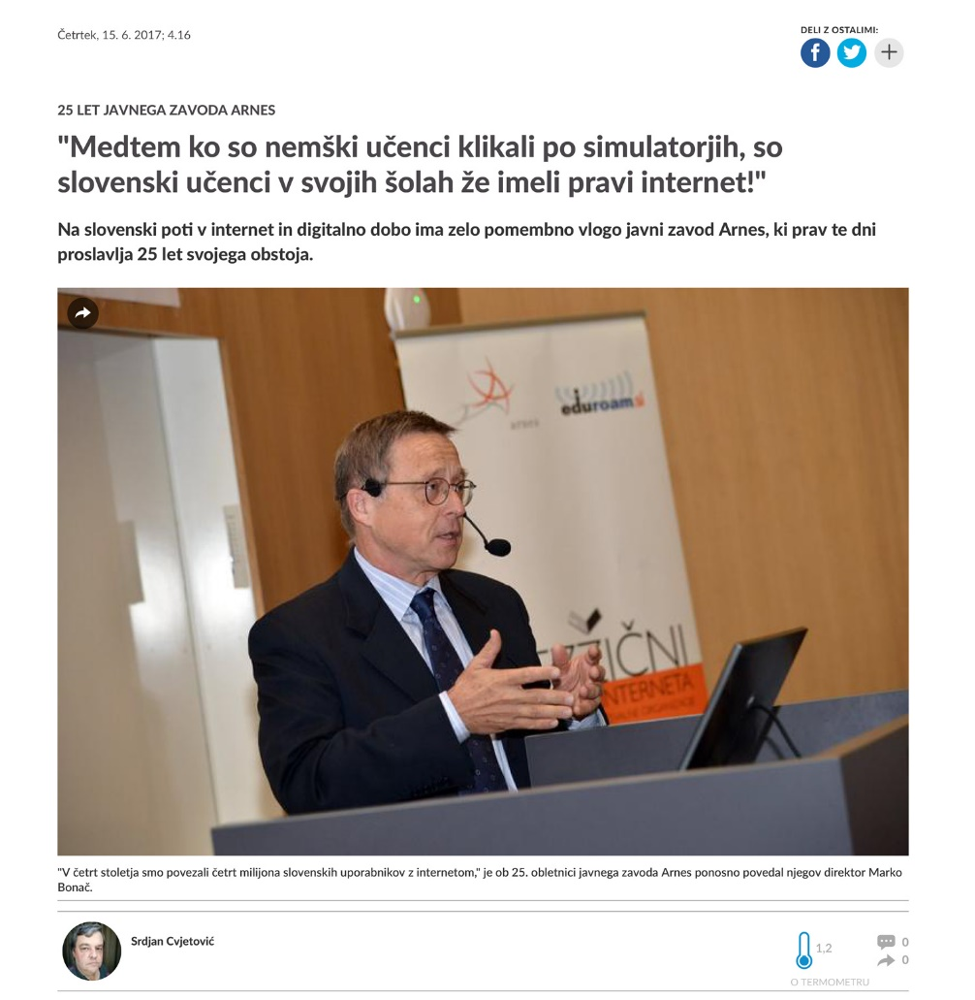 Četrtek, 15. 6. 2017; 4.16
DELI Z OSTALIMI:
25 LET JAVNEGA ZAVODA ARNES
"Medtem ko so nemški učenci klikali po simulatorjih, so
slovenski učenci v svojih šolah že imeli pravi internet!"
Na slovenski poti v internet in digitalno dobo ima zelo pomembno vlogo javni zavod Arnes, ki prav te dni
proslavlja 25 let svojega obstoja.
arnes
eduroam si
IČNI
NTERNETA
"V četrt stoletja smo povezali četrt milijona slovenskih uporabnikov z internetom," je ob 25. obletnici javnega zavoda Arnes ponosno povedal njegov direktor Marko
Bonač.
Srdjan Cvjetović
1,2
0
0
O TERMOMETRU